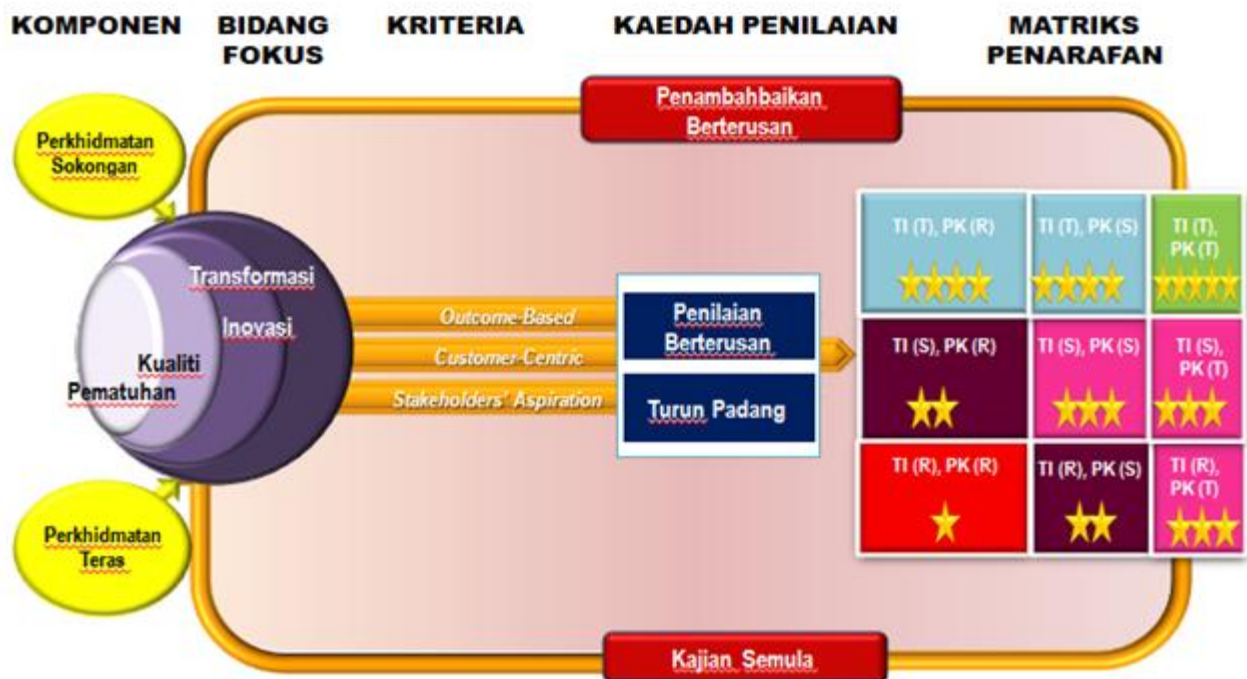 KOMPONEN
BIDANG
FOKUS
KRITERIA
KAEDAH PENILAIAN
MATRIKS
PENARAFAN
Penambahbaikan
Berterusan
Perkhidmatan
Sokongan
Transformasi
Inovasi
Kualiti
Pematuhan
Perkhidmatan
Teras
Outcome-Based
Customer-Centric
Stakeholders' Aspiration
Penilaian
Berterusan
Turun Padang
TI (T), PK (R)
TI (T), PK (S)
TI (T),
PK (T)
TI (S), PK (R)
TI (S), PK (S)
TI (S),
PK (T)
TI (R), PK (R)
TI (R), PK (S)
TI (R),
PK (T)
Kajian Semula